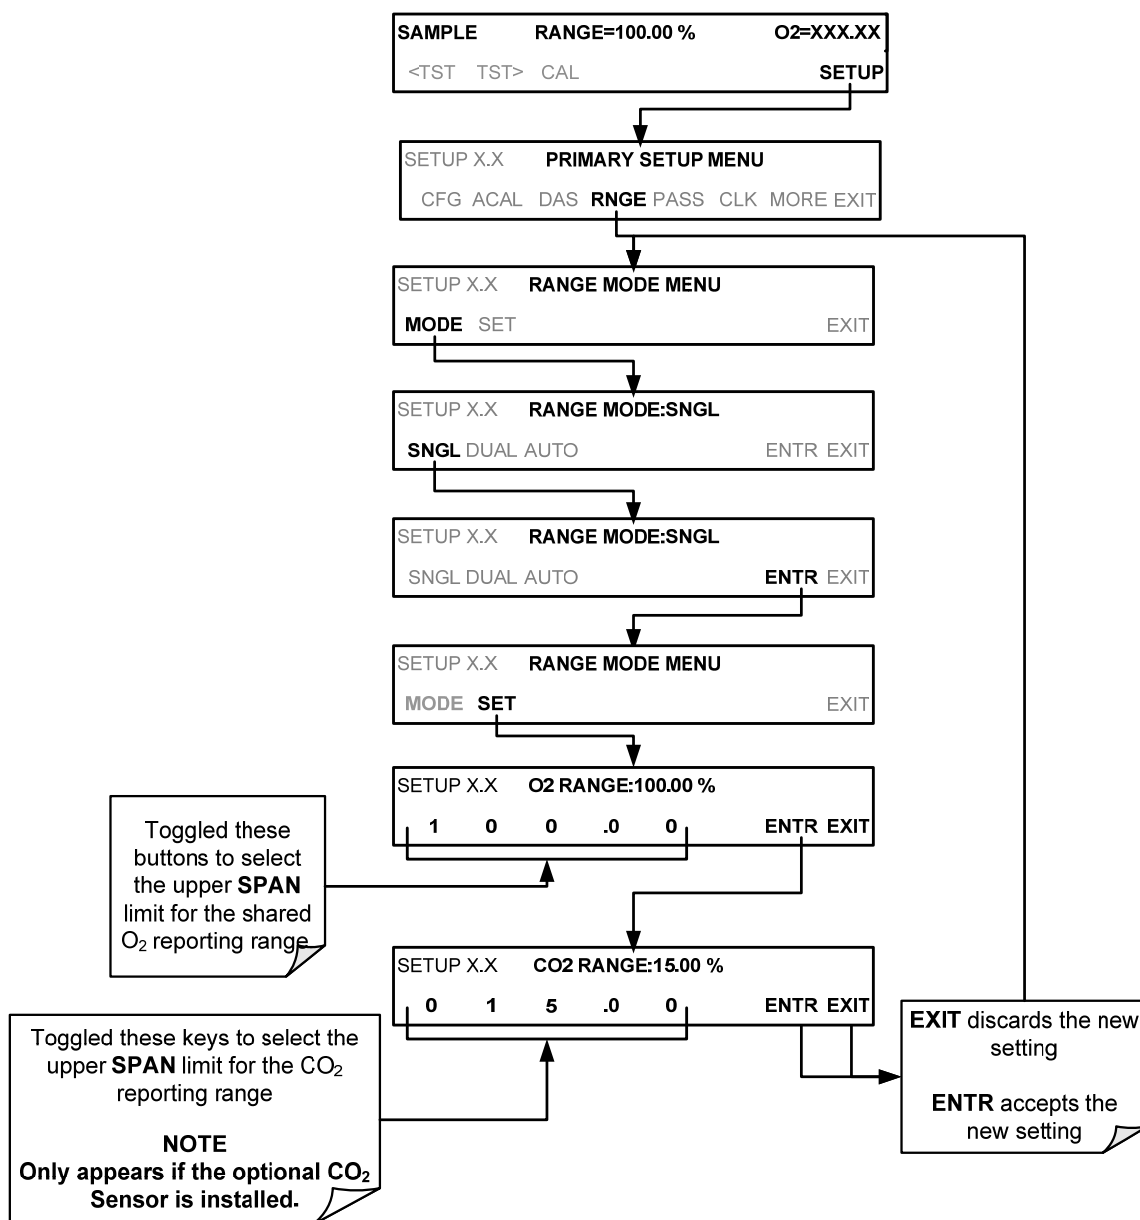 SAMPLE RANGE=100.00 % O2=XXX.XX
<TST TST> CAL SETUP
SETUP X.X PRIMARY SETUP MENU
CFG ACAL DAS RNGE PASS CLK MORE EXIT
SETUP X.X RANGE MODE MENU
MODE SET EXIT
SETUP X.X RANGE MODE:SNGL
SNGL DUAL AUTO ENTR EXIT
SETUP X.X RANGE MODE:SNGL
SNGL DUAL AUTO ENTR EXIT
SETUP X.X RANGE MODE MENU
MODE SET EXIT
SETUP X.X O2 RANGE:100.00 %
1 0 0 .0 0 ENTR EXIT
Toggled these
buttons to select
the upper SPAN
limit for the shared
O₂ reporting range.
SETUP X.X CO2 RANGE:15.00 %
0 1 5 .0 0 ENTR EXIT
Toggled these keys to select the
upper SPAN limit for the CO₂
reporting range
NOTE
Only appears if the optional CO₂
Sensor is installed.
EXIT discards the new
setting
ENTR accepts the
new setting